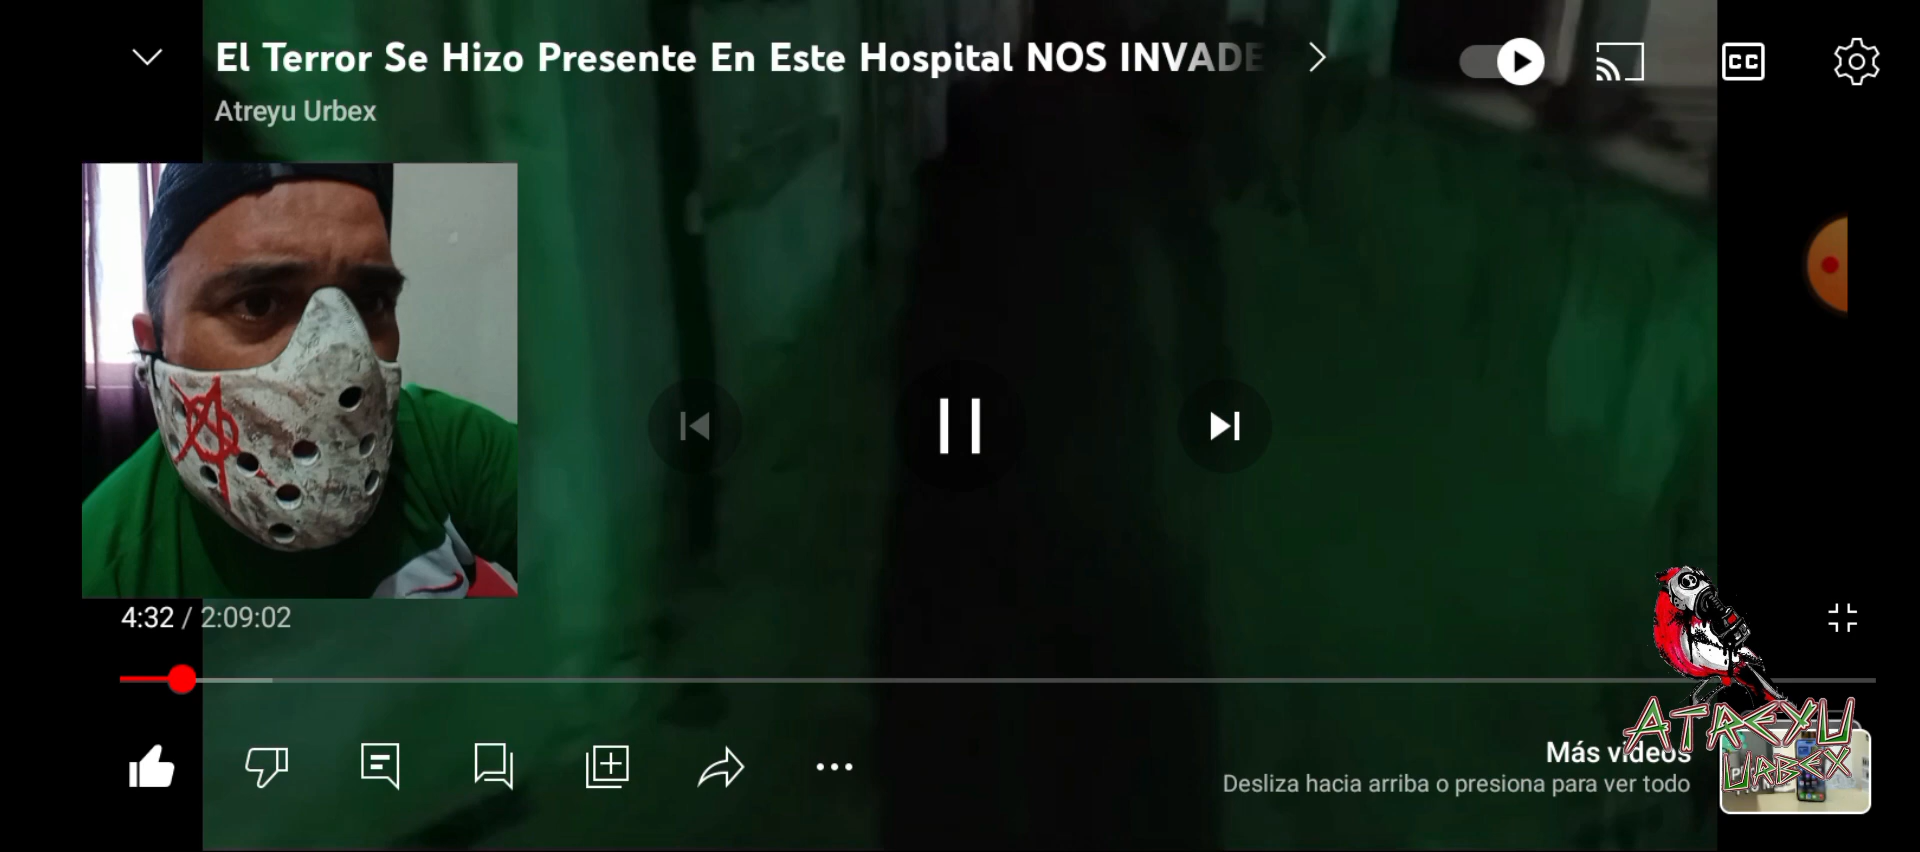 El Terror Se Hizo Presente En Este Hospital NOS INVADE
Atreyu Urbex
CC
4:32 / 2:09:02
ATREYU
URBEX
Más videos
Desliza hacia arriba o presiona para ver todo